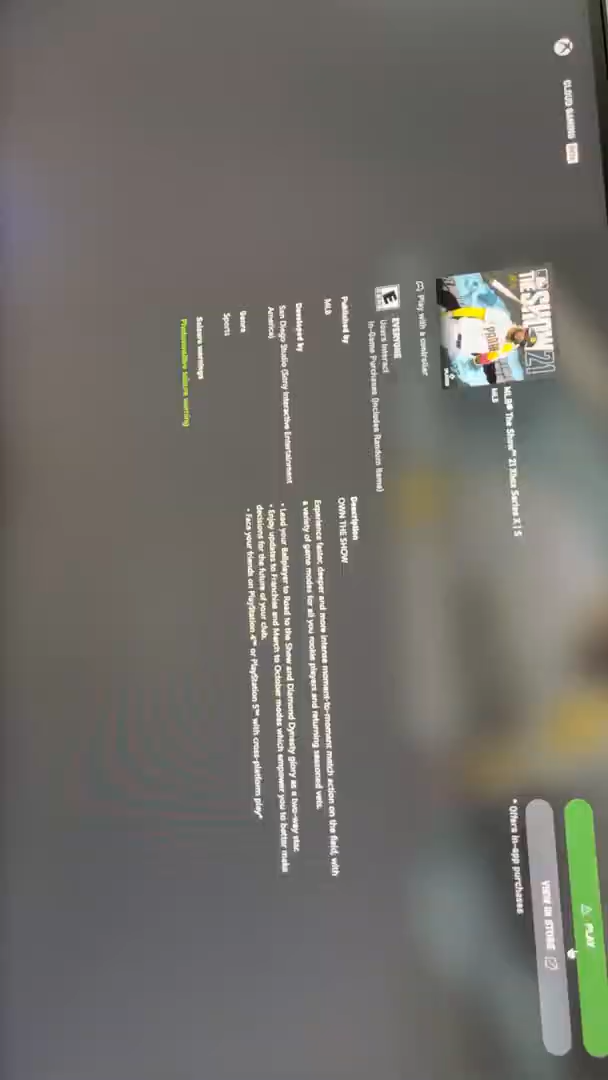 CLOUD GAMING BETA
THE SHOW 21
MLB® The Show™ 21 Xbox Series X|S
MLB
PLAY
VIEW IN STORE
* Offers in-app purchases
Play with a controller
EVERYONE
Users Interact
In-Game Purchases (Includes Random Items)
Published by
MLB
Developed by
San Diego Studio (Sony Interactive Entertainment
America)
Genre
Sports
Seizure warnings
Photosensitive seizure warning
Description
OWN THE SHOW
Experience faster, deeper and more intense moment-to-moment match action on the field, with
a variety of game modes for all you rookie players and returning seasoned vets.
• Lead your Ballplayer to Road to the Show and Diamond Dynasty glory as a two-way star.
• Enjoy updates to Franchise and March to October modes which empower you to better make
decisions for the future of your club.
• Face your friends on PlayStation 4™ or PlayStation 5™ with cross-platform play*